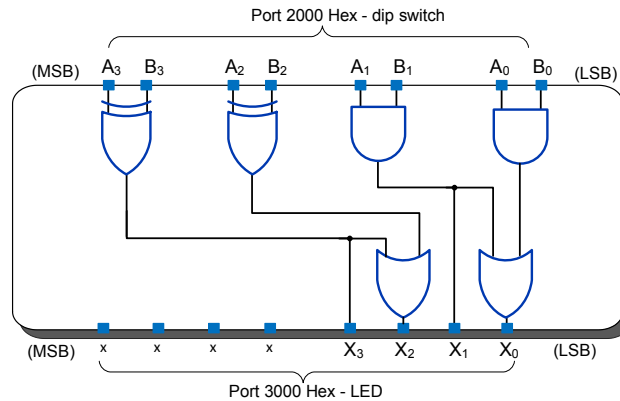 Port 2000 Hex - dip switch
(MSB) A3 B3 A2 B2 A1 B1 A0 B0 (LSB)
(MSB) x x x x X3 X2 X1 X0 (LSB)
Port 3000 Hex - LED